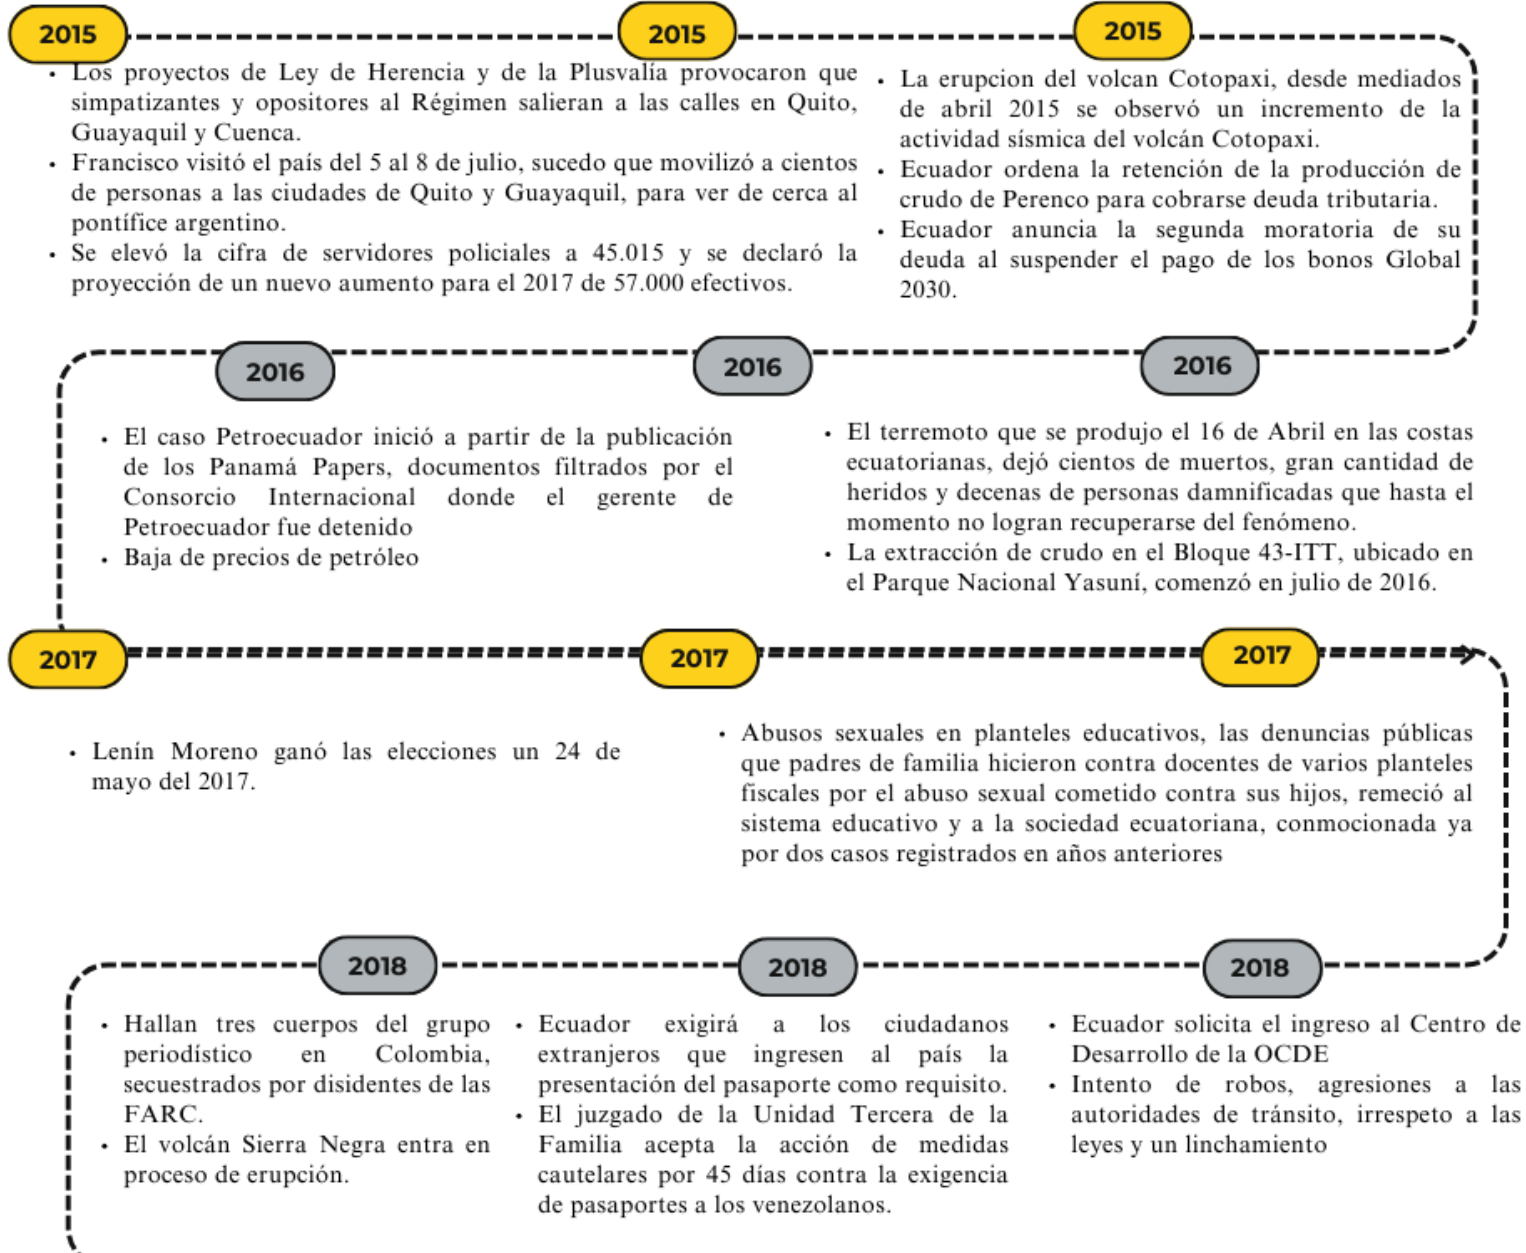 2015
2015
2015
• Los proyectos de Ley de Herencia y de la Plusvalía provocaron que
simpatizantes y opositores al Régimen salieran a las calles en Quito,
Guayaquil y Cuenca.
• Francisco visitó el país del 5 al 8 de julio, sucedo que movilizó a cientos
de personas a las ciudades de Quito y Guayaquil, para ver de cerca al
pontífice argentino.
• Se elevó la cifra de servidores policiales a 45.015 y se declaró la
proyección de un nuevo aumento para el 2017 de 57.000 efectivos.
• La erupcion del volcan Cotopaxi, desde mediados
de abril 2015 se observó un incremento de la
actividad sísmica del volcán Cotopaxi.
• Ecuador ordena la retención de la producción de
crudo de Perenco para cobrarse deuda tributaria.
• Ecuador anuncia la segunda moratoria de su
deuda al suspender el pago de los bonos Global
2030.
2016
2016
2016
• El caso Petroecuador inició a partir de la publicación
de los Panamá Papers, documentos filtrados por el
Consorcio Internacional donde el gerente de
Petroecuador fue detenido
• Baja de precios de petróleo
• El terremoto que se produjo el 16 de Abril en las costas
ecuatorianas, dejó cientos de muertos, gran cantidad de
heridos y decenas de personas damnificadas que hasta el
momento no logran recuperarse del fenómeno.
• La extracción de crudo en el Bloque 43-ITT, ubicado en
el Parque Nacional Yasuní, comenzó en julio de 2016.
2017
2017
2017
• Lenín Moreno ganó las elecciones un 24 de
mayo del 2017.
• Abusos sexuales en planteles educativos, las denuncias públicas
que padres de familia hicieron contra docentes de varios planteles
fiscales por el abuso sexual cometido contra sus hijos, remeció al
sistema educativo y a la sociedad ecuatoriana, conmocionada ya
por dos casos registrados en años anteriores
2018
2018
2018
• Hallan tres cuerpos del grupo
periodístico en Colombia,
secuestrados por disidentes de las
FARC.
• El volcán Sierra Negra entra en
proceso de erupción.
• Ecuador exigirá a los ciudadanos
extranjeros que ingresen al país la
presentación del pasaporte como requisito.
• El juzgado de la Unidad Tercera de la
Familia acepta la acción de medidas
cautelares por 45 días contra la exigencia
de pasaportes a los venezolanos.
• Ecuador solicita el ingreso al Centro de
Desarrollo de la OCDE
• Intento de robos, agresiones a las
autoridades de tránsito, irrespeto a las
leyes y un linchamiento